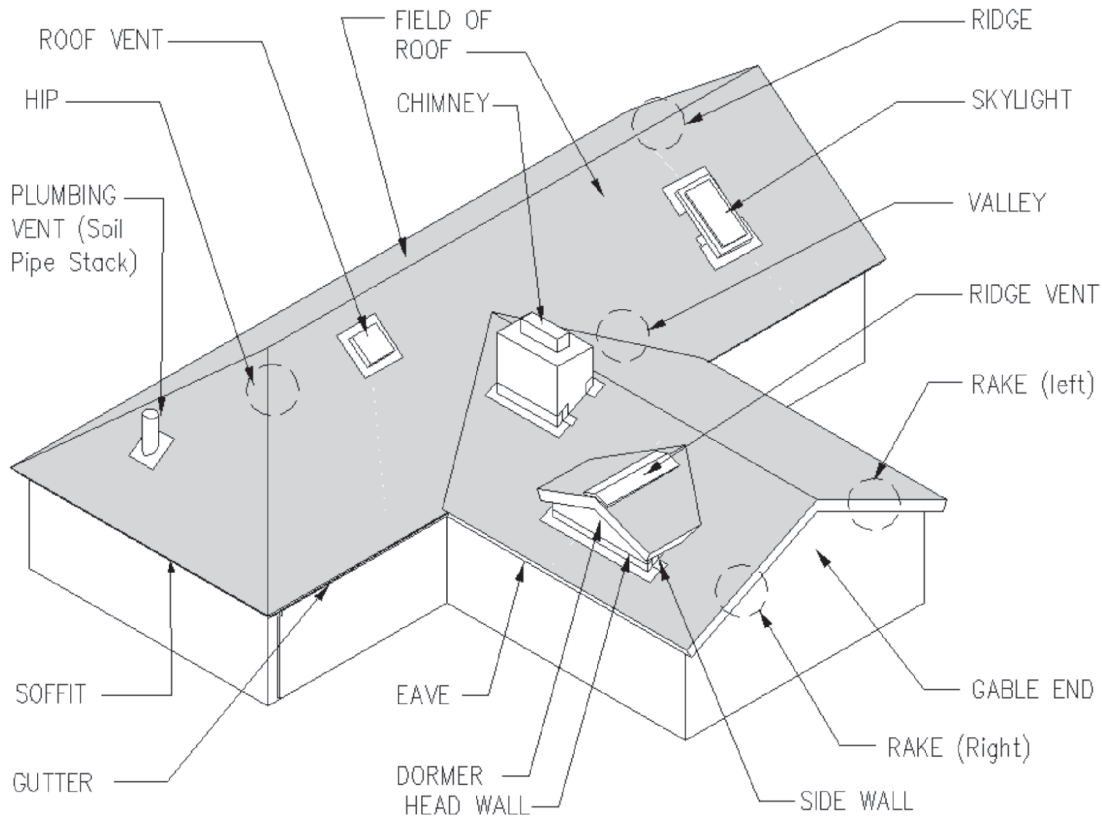 ROOF VENT
HIP
PLUMBING
VENT (Soil
Pipe Stack)
FIELD OF
ROOF
CHIMNEY
RIDGE
SKYLIGHT
VALLEY
RIDGE VENT
RAKE (left)
SOFFIT
GUTTER
EAVE
DORMER
HEAD WALL
SIDE WALL
RAKE (Right)
GABLE END